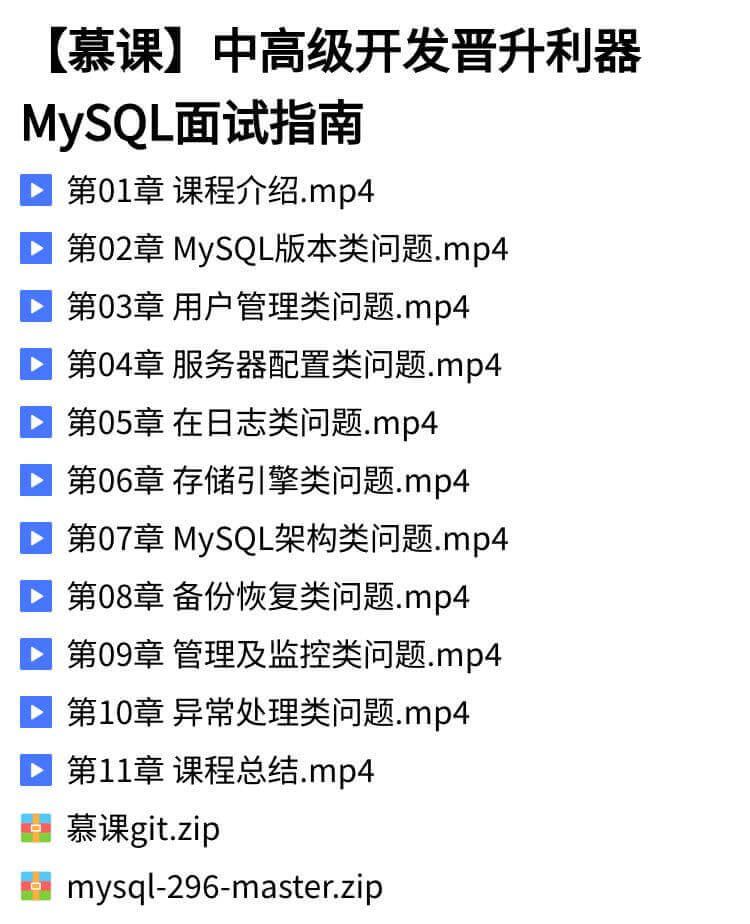 【慕课】中高级开发晋升利器
MySQL面试指南
第01章 课程介绍.mp4
第02章 MySQL版本类问题.mp4
第03章 用户管理类问题.mp4
第04章 服务器配置类问题.mp4
第05章 在日志类问题.mp4
第06章 存储引擎类问题.mp4
第07章 MySQL架构类问题.mp4
第08章 备份恢复类问题.mp4
第09章 管理及监控类问题.mp4
第10章 异常处理类问题.mp4
第11章 课程总结.mp4
慕课git.zip
mysql-296-master.zip